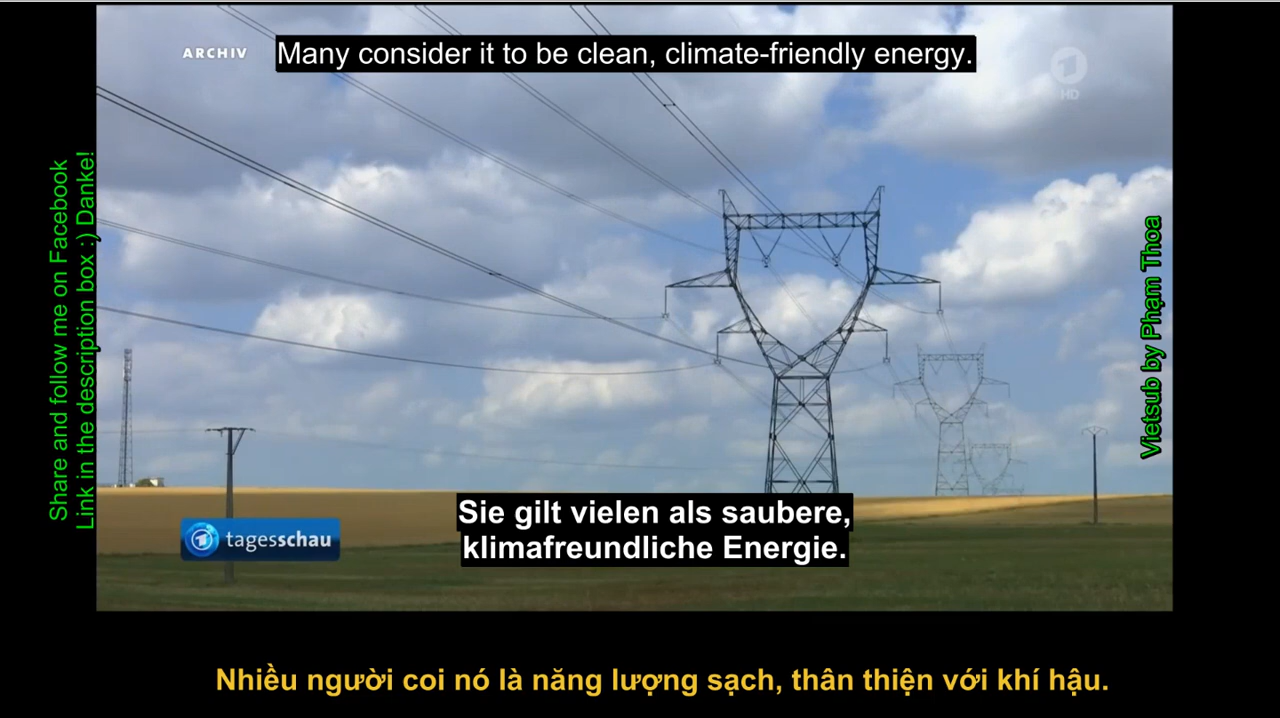 ARCHIV
Many consider it to be clean, climate-friendly energy.
1
HD
Share and follow me on Facebook
Link in the description box :) Danke!
Vietsub by Phạm Thoa
Sie gilt vielen als saubere,
klimafreundliche Energie.
1 tagesschau
Nhiều người coi nó là năng lượng sạch, thân thiện với khí hậu.